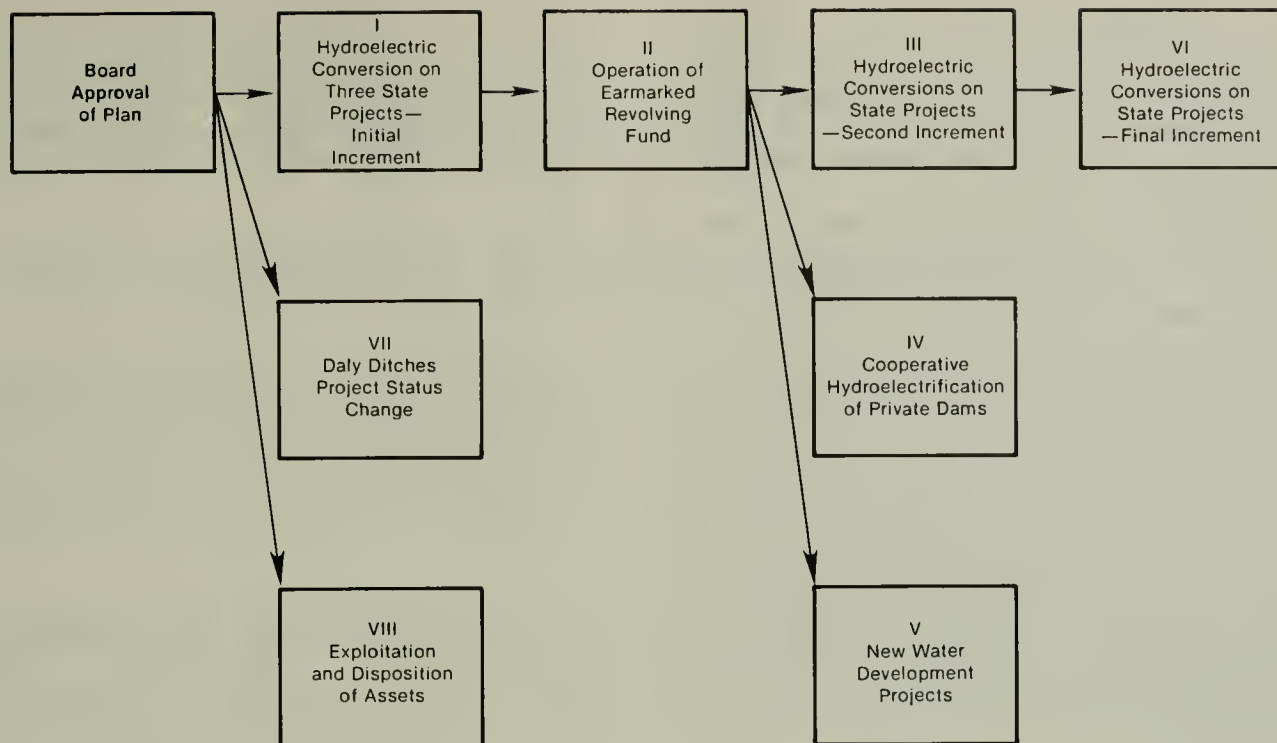 Board
Approval
of Plan
I
Hydroelectric
Conversion on
Three State
Projects—
Initial
Increment
II
Operation of
Earmarked
Revolving
Fund
III
Hydroelectric
Conversions on
State Projects
—Second Increment
VI
Hydroelectric
Conversions on
State Projects
—Final Increment
VII
Daly Ditches
Project Status
Change
IV
Cooperative
Hydroelectrification
of Private Dams
VIII
Exploitation
and Disposition
of Assets
V
New Water
Development
Projects